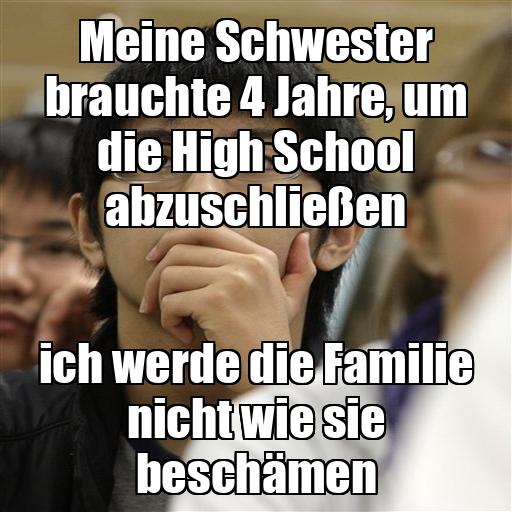 Meine Schwester
brauchte 4 Jahre, um
die High School
abzuschließen
ich werde die Familie
nicht wie sie
beschämen